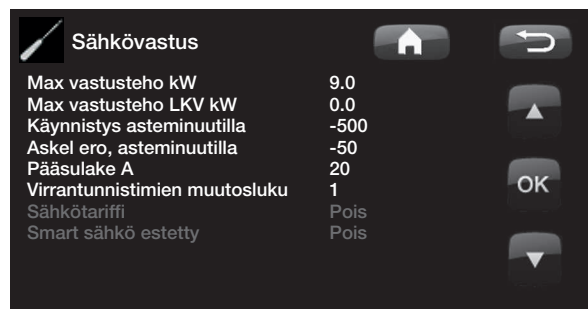 Sähkövastus
Max vastusteho kW 9.0
Max vastusteho LKV kW 0.0
Käynnistys asteminuutilla -500
Askel ero, asteminuutilla -50
Pääsulake A 20
Virrantunnistimien muutosluku 1
OK
Sähkötariffi Pois
Smart sähkö estetty Pois